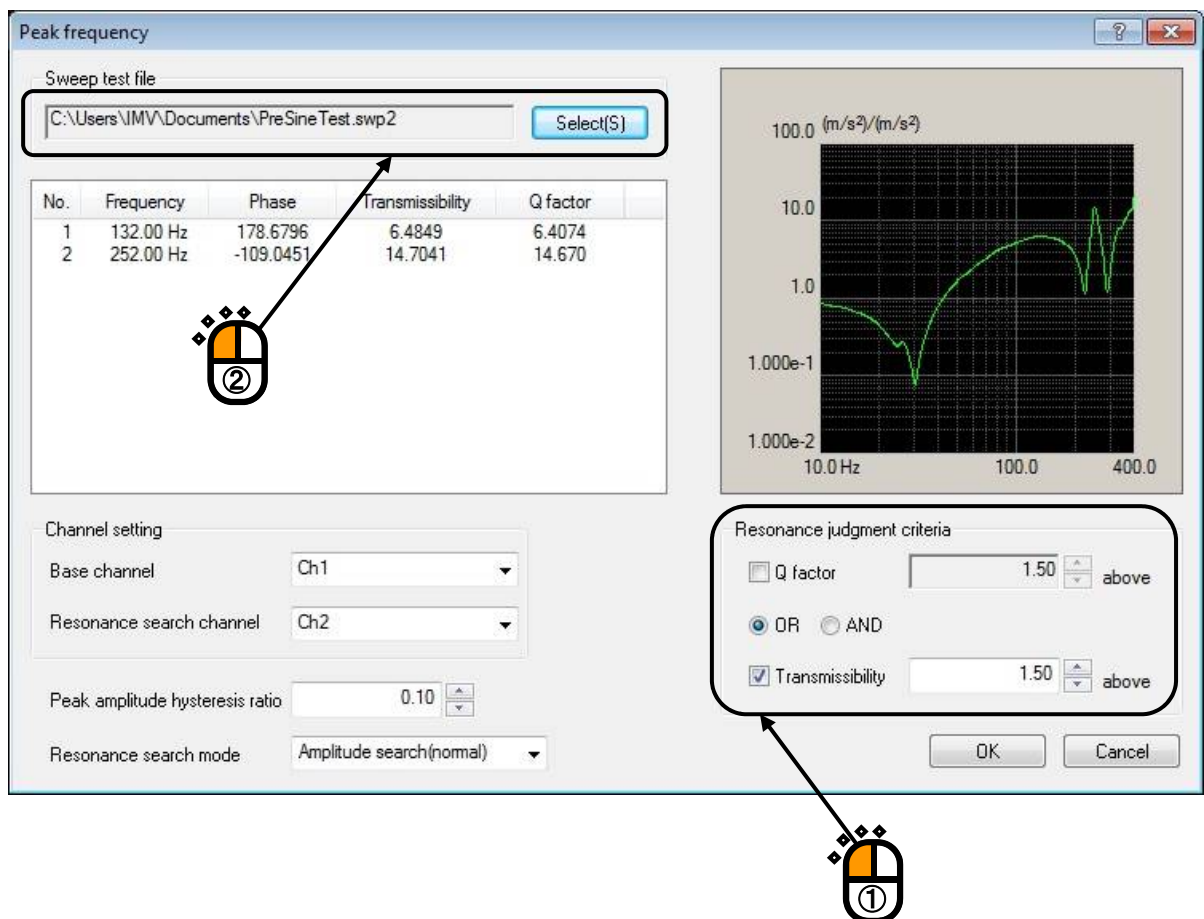 Peak frequency
Sweep test file
C:\Users\IMV\Documents\PreSineTest.swp2 Select(S)
No. Frequency Phase Transmissibility Q factor
1 132.00 Hz 178.6796 6.4849 6.4074
2 252.00 Hz -109.0451 14.7041 14.670
②
100.0 (m/s²)/(m/s²)
10.0
1.0
1.000e-1
1.000e-2
10.0 Hz 100.0 400.0
Channel setting
Base channel Ch1
Resonance search channel Ch2
Peak amplitude hysteresis ratio 0.10
Resonance search mode Amplitude search(normal)
Resonance judgment criteria
Q factor 1.50 above
OR AND
Transmissibility 1.50 above
OK Cancel
①